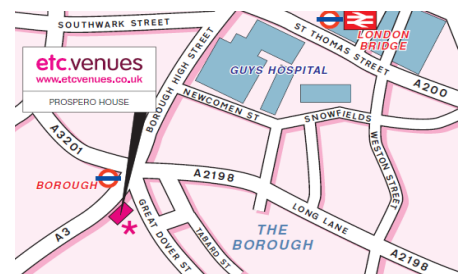 SOUTHWARK STREET
etc.venues
www.etcvenues.co.uk
PROSPERO HOUSE
BOROUGH HIGH STREET
ST THOMAS STREET
LONDON
BRIDGE
GUYS HOSPITAL
A200
NEWCOMEN ST
SNOWFIELDS
WESTON STREET
A3201
BOROUGH
A2198
LONG LANE
A3
*
GREAT DOVER ST
TABARD ST
THE
BOROUGH
A2198